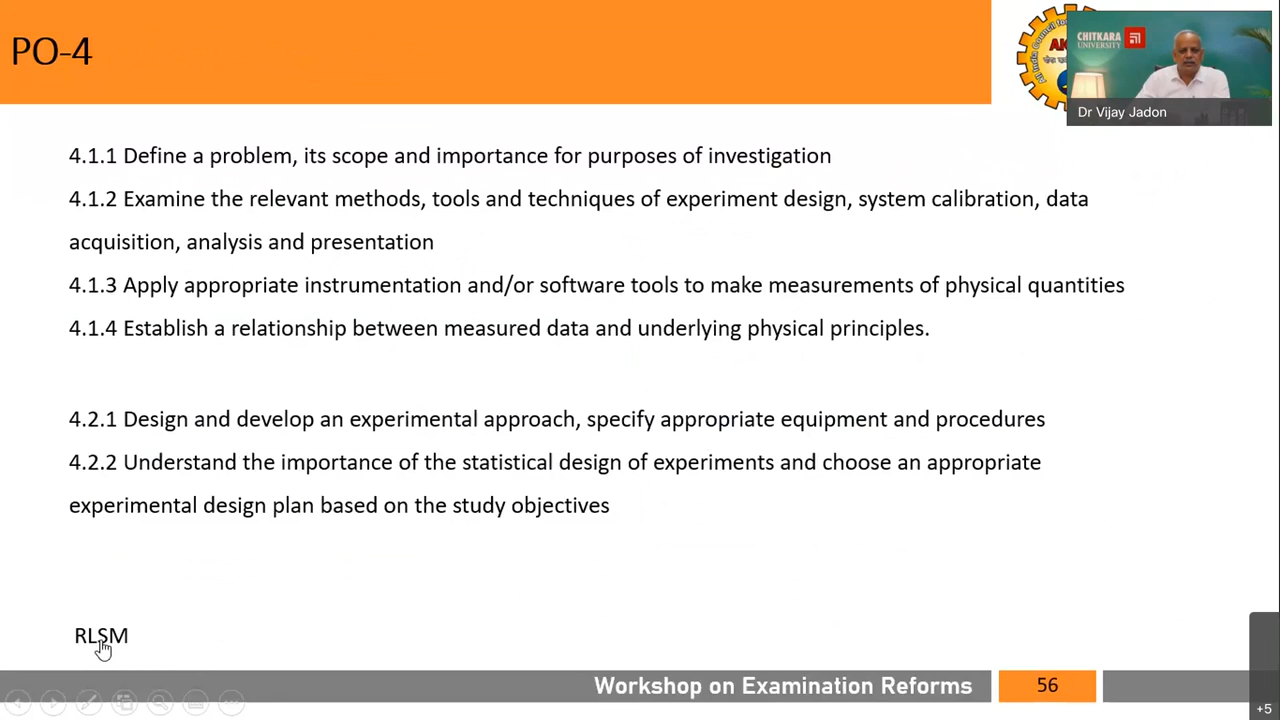 PO-4
CHITKARA
UNIVERSITY
Dr Vijay Jadon
All India Council for
4.1.1 Define a problem, its scope and importance for purposes of investigation
4.1.2 Examine the relevant methods, tools and techniques of experiment design, system calibration, data
acquisition, analysis and presentation
4.1.3 Apply appropriate instrumentation and/or software tools to make measurements of physical quantities
4.1.4 Establish a relationship between measured data and underlying physical principles.
4.2.1 Design and develop an experimental approach, specify appropriate equipment and procedures
4.2.2 Understand the importance of the statistical design of experiments and choose an appropriate
experimental design plan based on the study objectives
RLSM
Workshop on Examination Reforms
56
+5